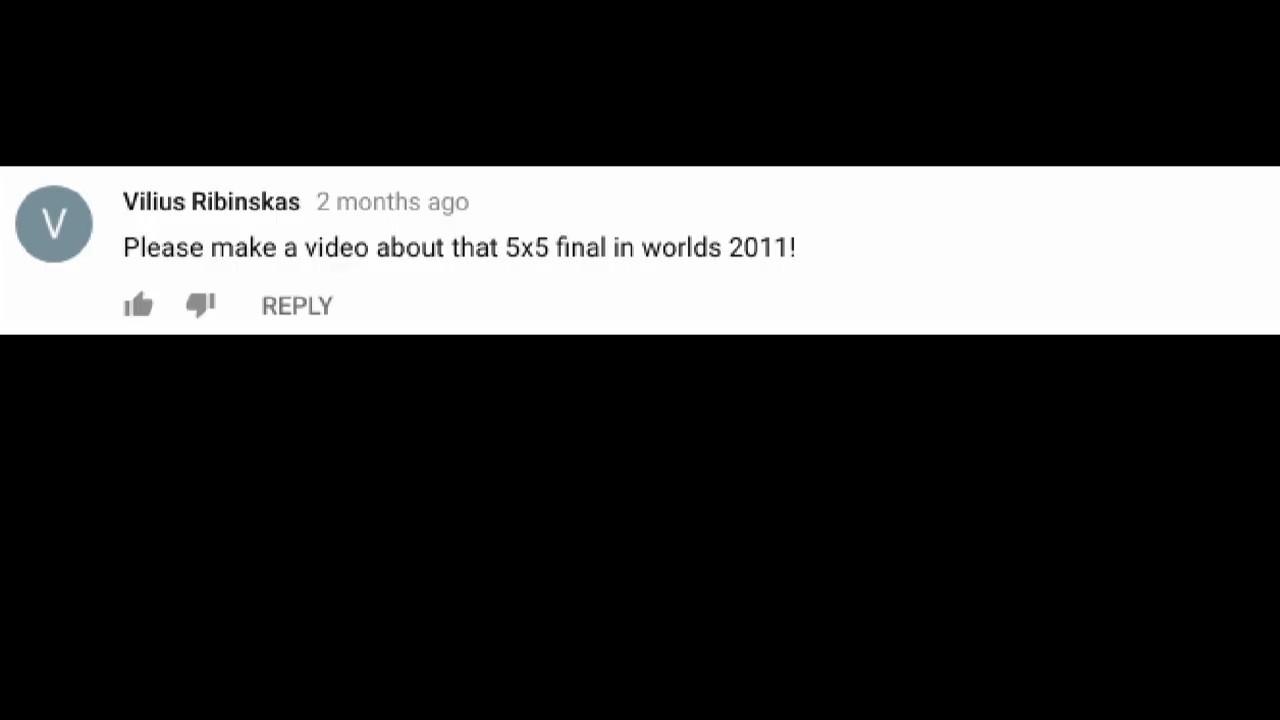 V
Vilius Ribinskas 2 months ago
Please make a video about that 5x5 final in worlds 2011!
REPLY